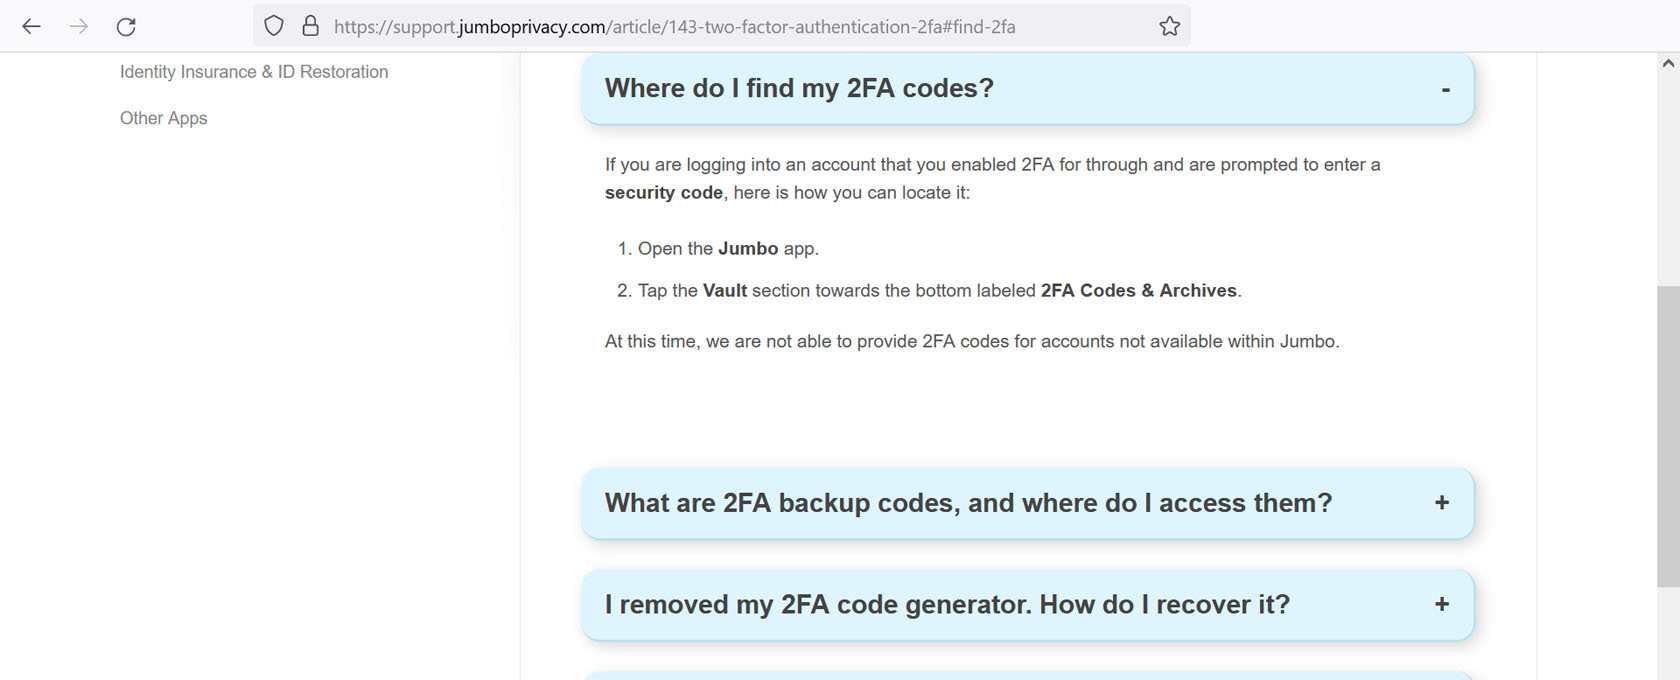 https://support.jumboprivacy.com/article/143-two-factor-authentication-2fa#find-2fa
Identity Insurance & ID Restoration
Other Apps
Where do I find my 2FA codes? -
If you are logging into an account that you enabled 2FA for through and are prompted to enter a
security code, here is how you can locate it:
1. Open the Jumbo app.
2. Tap the Vault section towards the bottom labeled 2FA Codes & Archives.
At this time, we are not able to provide 2FA codes for accounts not available within Jumbo.
What are 2FA backup codes, and where do I access them? +
I removed my 2FA code generator. How do I recover it? +